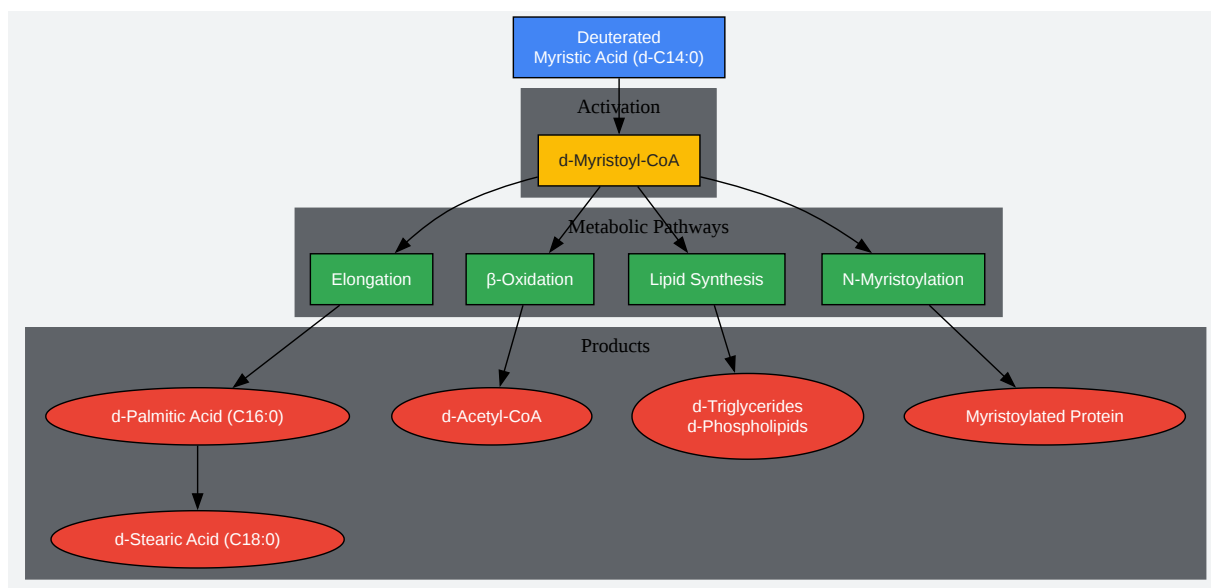 Deuterated
Myristic Acid (d-C14:0)
Activation
d-Myristoyl-CoA
Metabolic Pathways
Elongation
β-Oxidation
Lipid Synthesis
N-Myristoylation
Products
d-Palmitic Acid (C16:0)
d-Acetyl-CoA
d-Triglycerides
d-Phospholipids
Myristoylated Protein
d-Stearic Acid (C18:0)